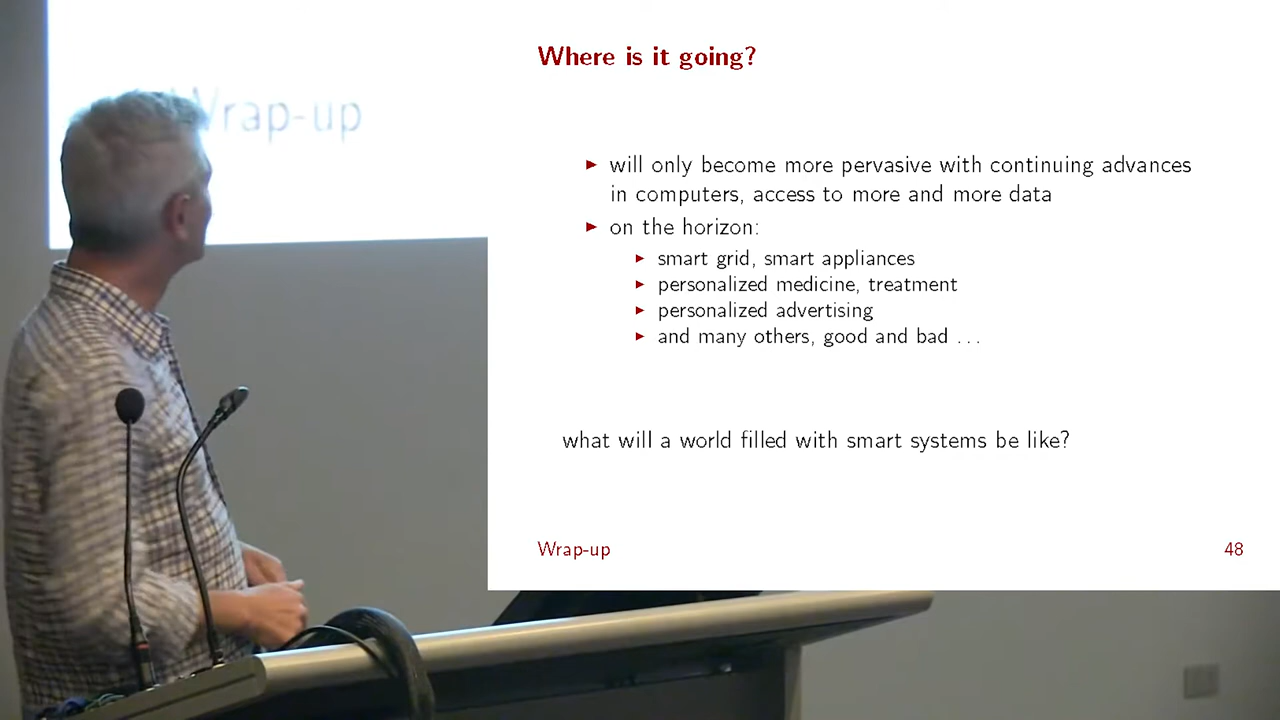 Wrap-up
Where is it going?
▶ will only become more pervasive with continuing advances
in computers, access to more and more data
▶ on the horizon:
▶ smart grid, smart appliances
▶ personalized medicine, treatment
▶ personalized advertising
▶ and many others, good and bad ...
what will a world filled with smart systems be like?
Wrap-up 48